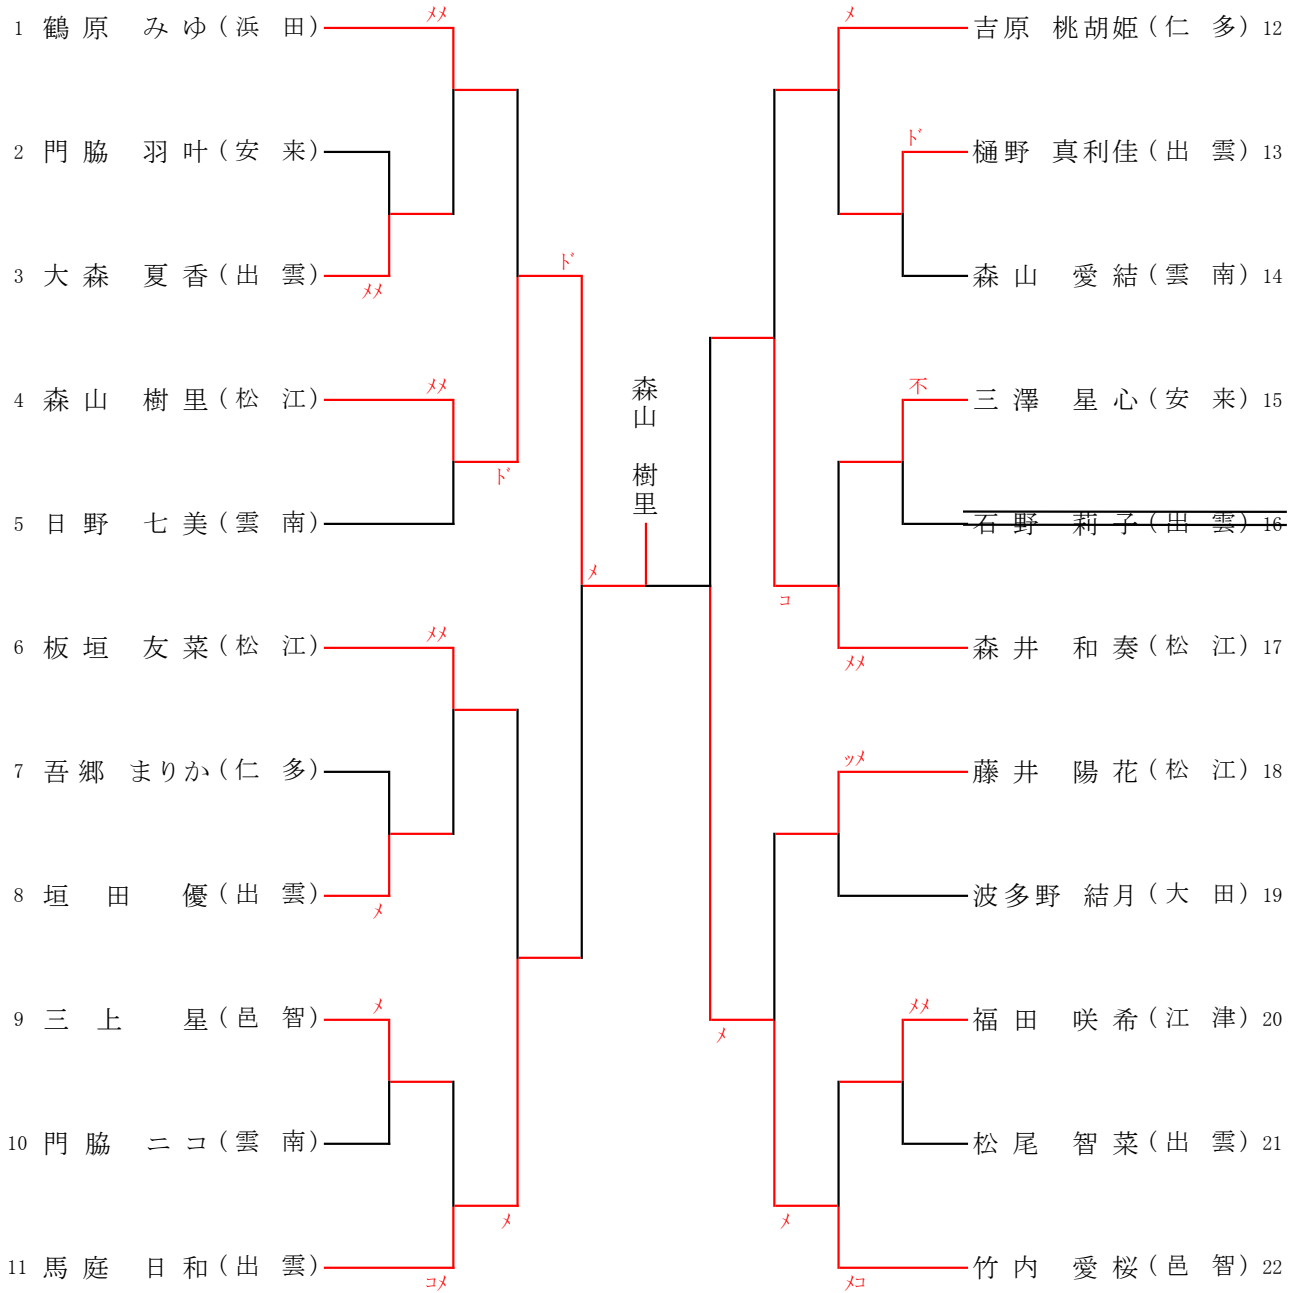 メメ
1 鶴原 みゆ(浜 田)
2 門脇 羽叶(安 来)
3 大森 夏香(出 雲)
メメ
ド
メメ
4 森山 樹里(松 江)
ド
5 日野 七美(雲 南)
メ
メメ
6 板垣 友菜(松 江)
7 吾郷 まりか(仁 多)
8 垣田 優(出 雲)
メ
メ
9 三上 星(邑 智)
10 門脇 ニコ(雲 南)
メ
11 馬庭 日和(出 雲)
コメ
森山 樹里
メ
吉原 桃胡姫(仁 多) 12
ド
樋野 真利佳(出 雲) 13
森山 愛結(雲 南) 14
不
三澤 星心(安 来) 15
石野 莉子(出 雲) 16
コ
森井 和奏(松 江) 17
メメ
ツメ
藤井 陽花(松 江) 18
波多野 結月(大 田) 19
メメ
福田 咲希(江 津) 20
メ
松尾 智菜(出 雲) 21
メ
竹内 愛桜(邑 智) 22
メコ